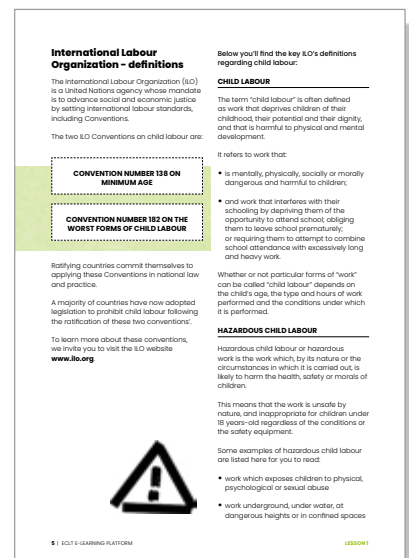 International Labour
Organization - definitions
The International Labour Organization (ILO)
is a United Nations agency whose mandate
is to advance social and economic justice
by setting international labour standards,
including Conventions.
The two ILO Conventions on child labour are:
CONVENTION NUMBER 138 ON
MINIMUM AGE
CONVENTION NUMBER 182 ON THE
WORST FORMS OF CHILD LABOUR
Ratifying countries commit themselves to
applying these Conventions in national law
and practice.
A majority of countries have now adopted
legislation to prohibit child labour following
the ratification of these two conventions'.
To learn more about these conventions,
we invite you to visit the ILO website
www.ilo.org.
Below you'll find the key ILO's definitions
regarding child labour:
CHILD LABOUR
The term "child labour" is often defined
as work that deprives children of their
childhood, their potential and their dignity,
and that is harmful to physical and mental
development.
It refers to work that:
• is mentally, physically, socially or morally
dangerous and harmful to children;
• and work that interferes with their
schooling by depriving them of the
opportunity to attend school; obliging
them to leave school prematurely;
or requiring them to attempt to combine
school attendance with excessively long
and heavy work.
Whether or not particular forms of "work"
can be called "child labour" depends on
the child's age, the type and hours of work
performed and the conditions under which
it is performed.
HAZARDOUS CHILD LABOUR
Hazardous child labour or hazardous
work is the work which, by its nature or the
circumstances in which it is carried out, is
likely to harm the health, safety or morals of
children.
This means that the work is unsafe by
nature, and inappropriate for children under
18 years-old regardless of the conditions or
the safety equipment.
Some examples of hazardous child labour
are listed here for you to read:
• work which exposes children to physical,
psychological or sexual abuse
• work underground, under water, at
dangerous heights or in confined spaces
5 | ECLT E-LEARNING PLATFORM
LESSON 1